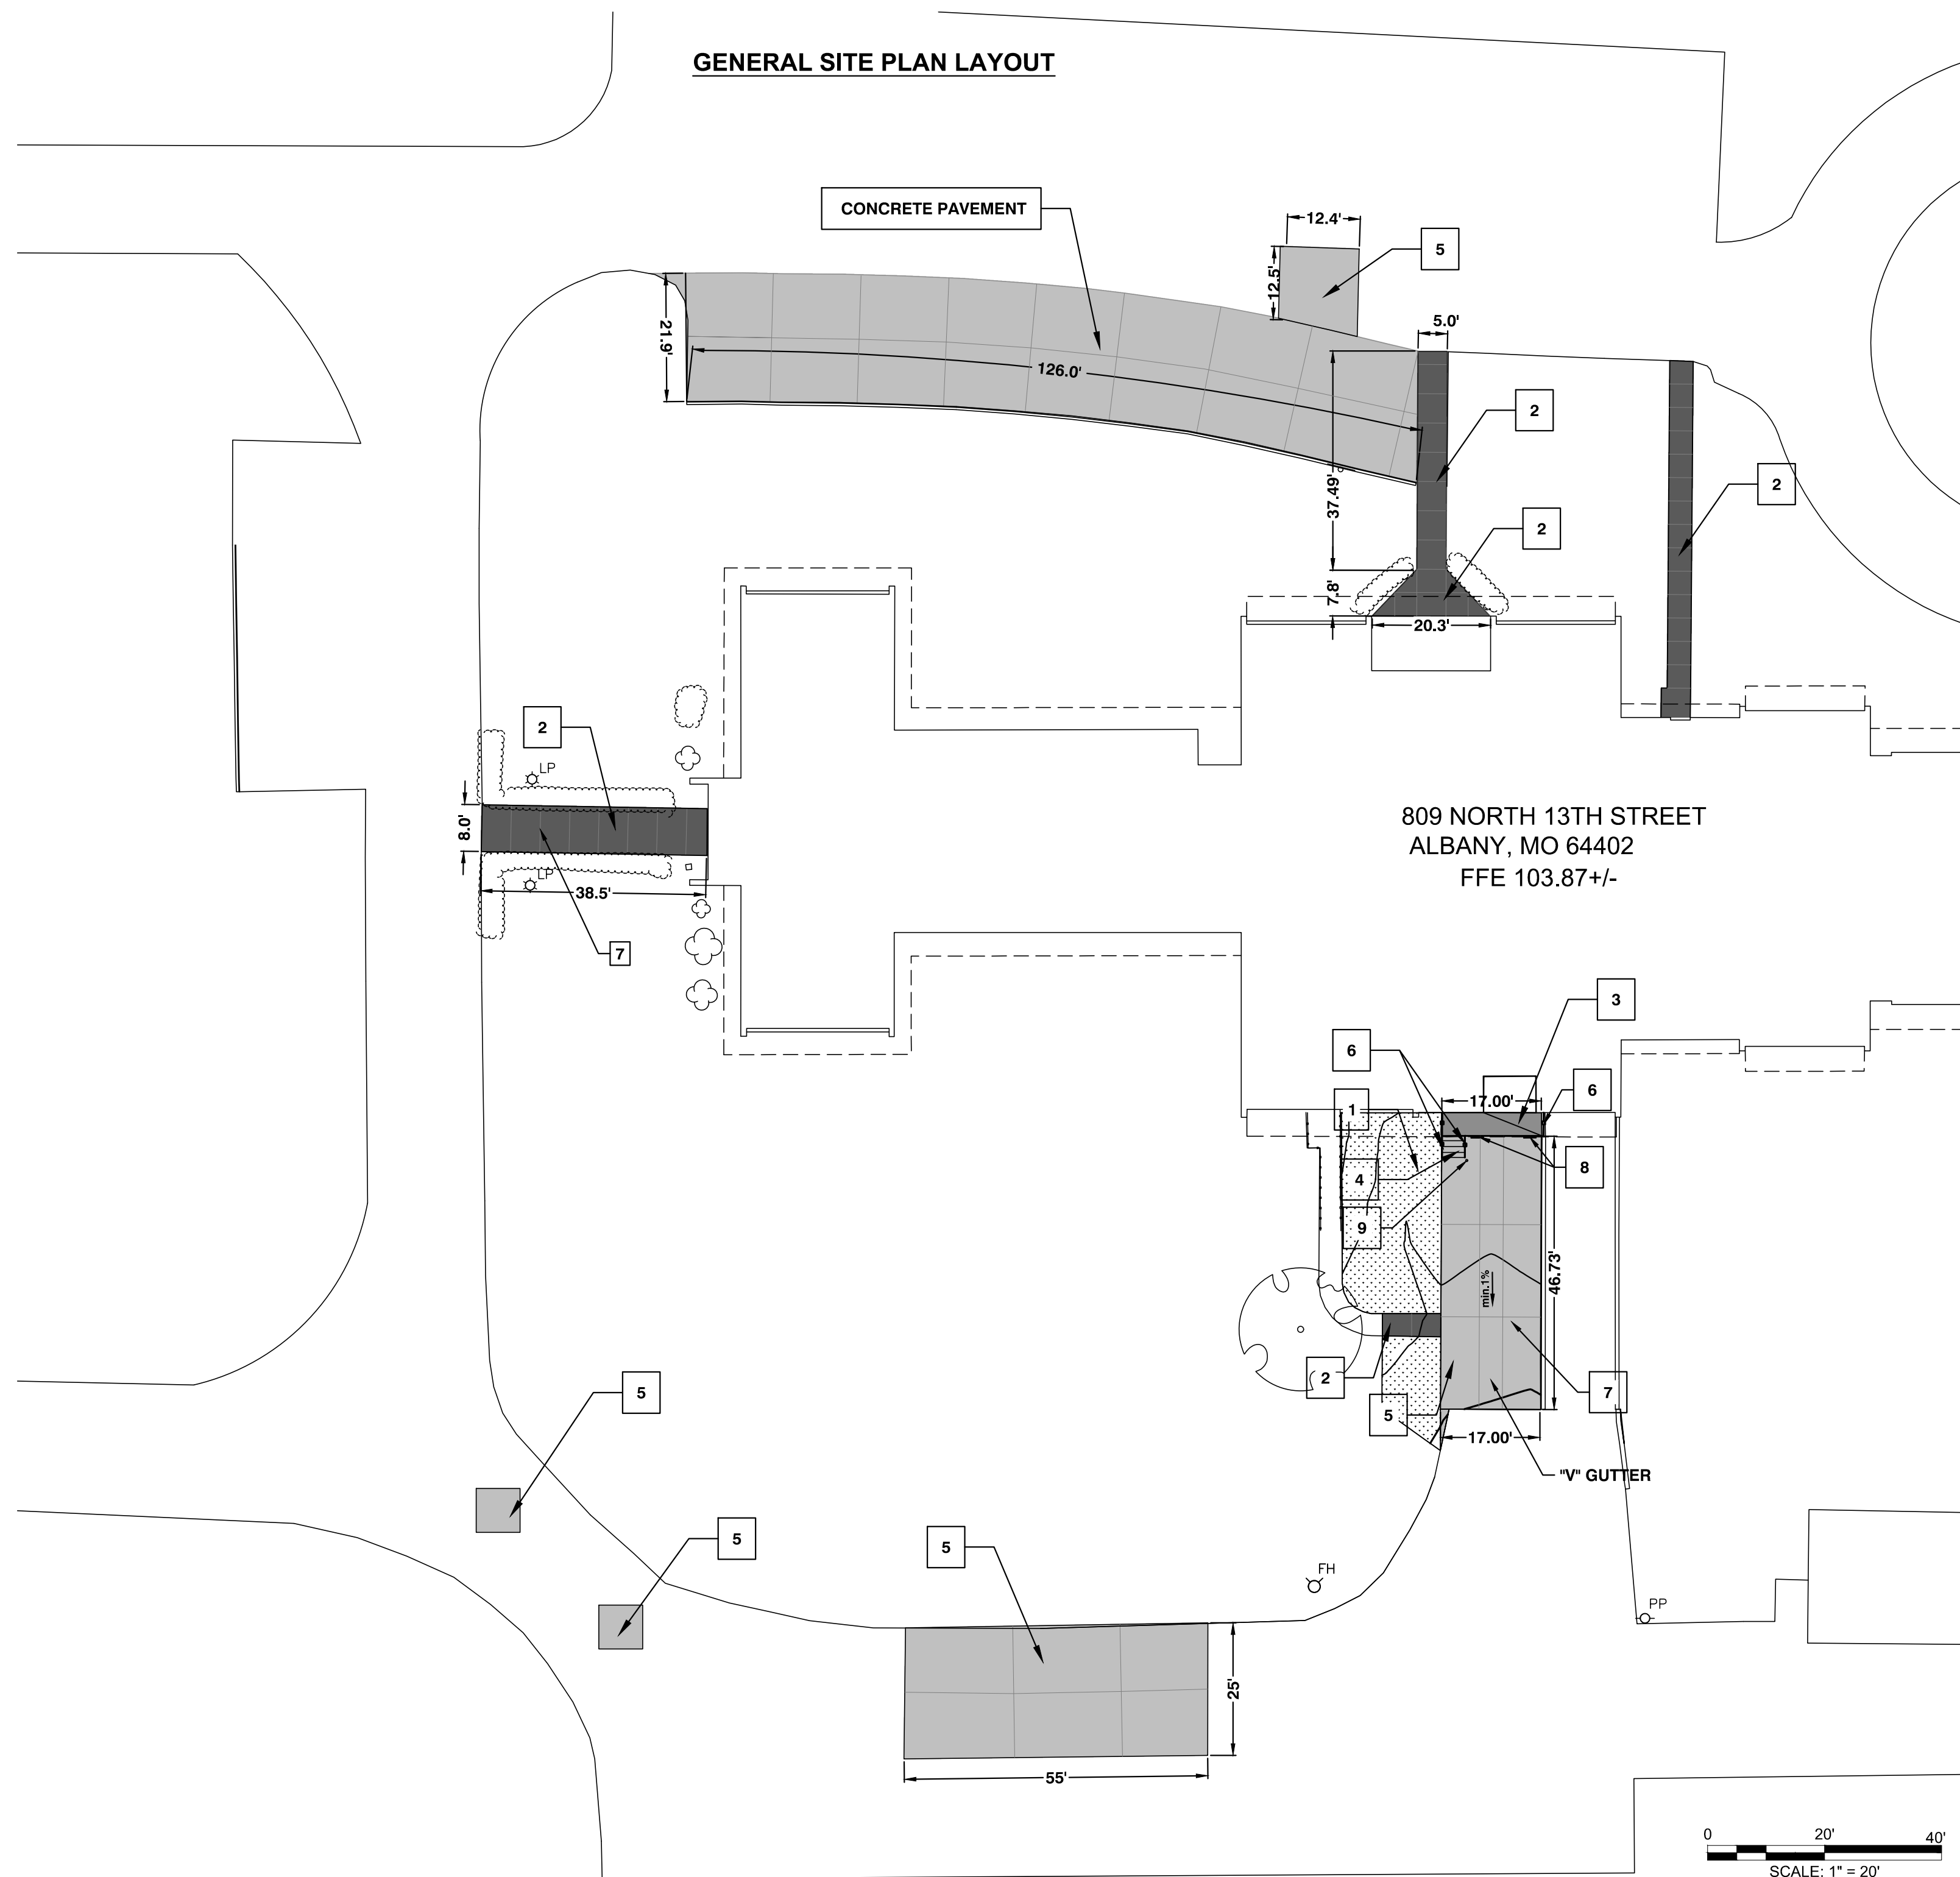 GENERAL SITE PLAN LAYOUT
CONCRETE PAVEMENT
12.4'
5
12.5'
5.0'
21.9'
126.0'
2
37.49'
2
2
7.8'
20.3'
2
LP
8.0'
LP
38.5'
7
809 NORTH 13TH STREET
ALBANY, MO 64402
FFE 103.87+/-
3
6
6
1
17.00'
8
4
9
46.73'
min.1%
2
7
5
5
17.00'
"V" GUTTER
5
5
FH
PP
25'
55'
0 20' 40'
SCALE: 1" = 20'